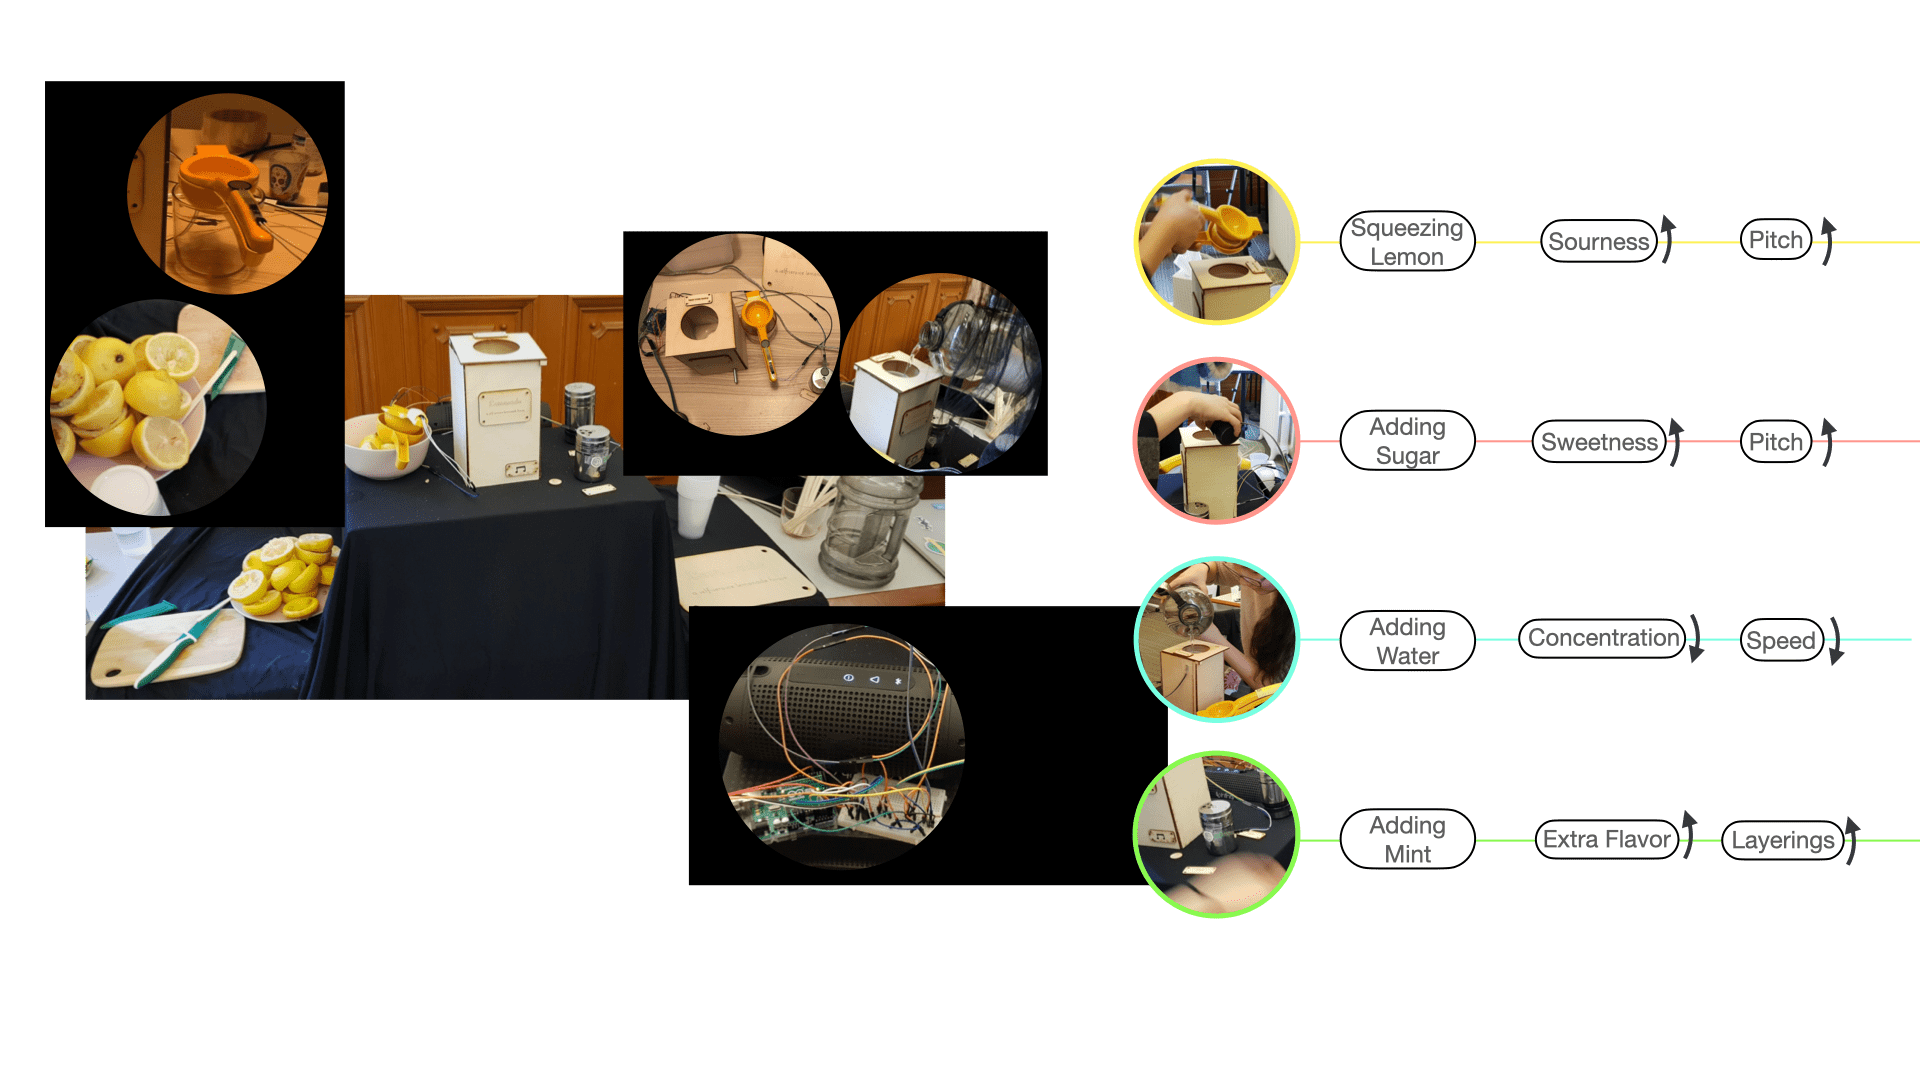 Squeezing
Lemon
Sourness
Pitch
Adding
Sugar
Sweetness
Pitch
Adding
Water
Concentration
Speed
Adding
Mint
Extra Flavor
Layerings